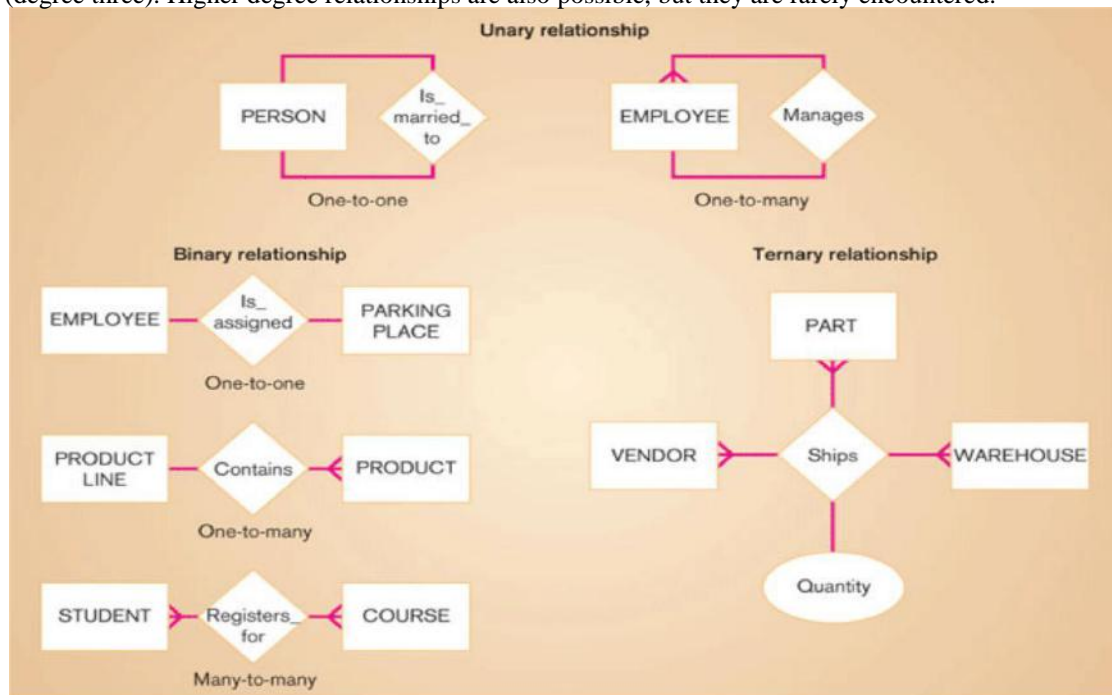 (degree three). Higher degree relationships are also possible, but they are rarely encountered.
Unary relationship
PERSON
Is_
married_
to
One-to-one
EMPLOYEE
Manages
One-to-many
Binary relationship
EMPLOYEE
Is_
assigned
PARKING
PLACE
One-to-one
PRODUCT
LINE
Contains
PRODUCT
One-to-many
STUDENT
Registers_
for
COURSE
Many-to-many
Ternary relationship
PART
VENDOR
Ships
WAREHOUSE
Quantity